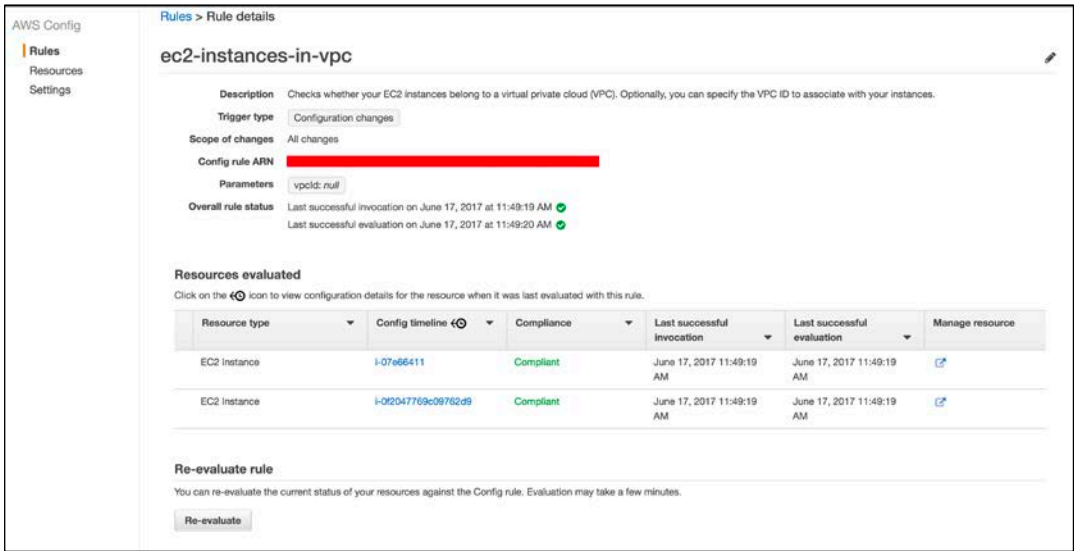 AWS Config
Rules
Resources
Settings
Rules > Rule details
ec2-instances-in-vpc
Description Checks whether your EC2 instances belong to a virtual private cloud (VPC). Optionally, you can specify the VPC ID to associate with your instances.
Trigger type Configuration changes
Scope of changes All changes
Config rule ARN
Parameters vpcId: null
Overall rule status Last successful invocation on June 17, 2017 at 11:49:19 AM
Last successful evaluation on June 17, 2017 at 11:49:20 AM
Resources evaluated
Click on the icon to view configuration details for the resource when it was last evaluated with this rule.
Resource type Config timeline Compliance Last successful invocation Last successful evaluation Manage resource
EC2 Instance i-07e66411 Compliant June 17, 2017 11:49:19 AM June 17, 2017 11:49:19 AM
EC2 Instance i-0f2047769c09762d9 Compliant June 17, 2017 11:49:19 AM June 17, 2017 11:49:19 AM
Re-evaluate rule
You can re-evaluate the current status of your resources against the Config rule. Evaluation may take a few minutes.
Re-evaluate